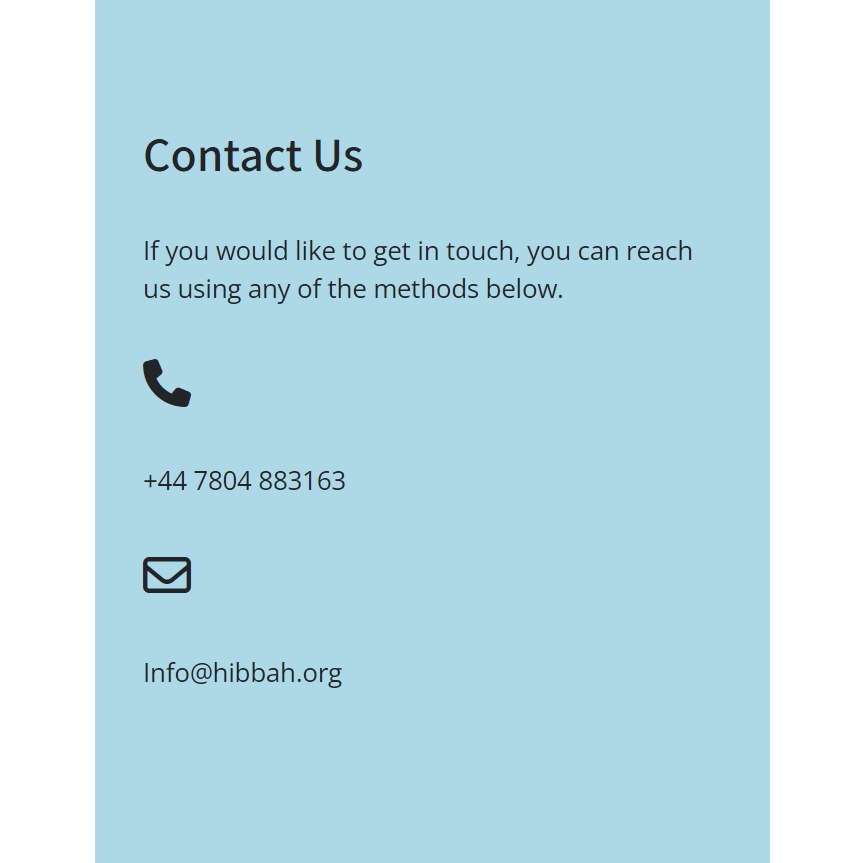 Contact Us
If you would like to get in touch, you can reach
us using any of the methods below.
+44 7804 883163
Info@hibbah.org